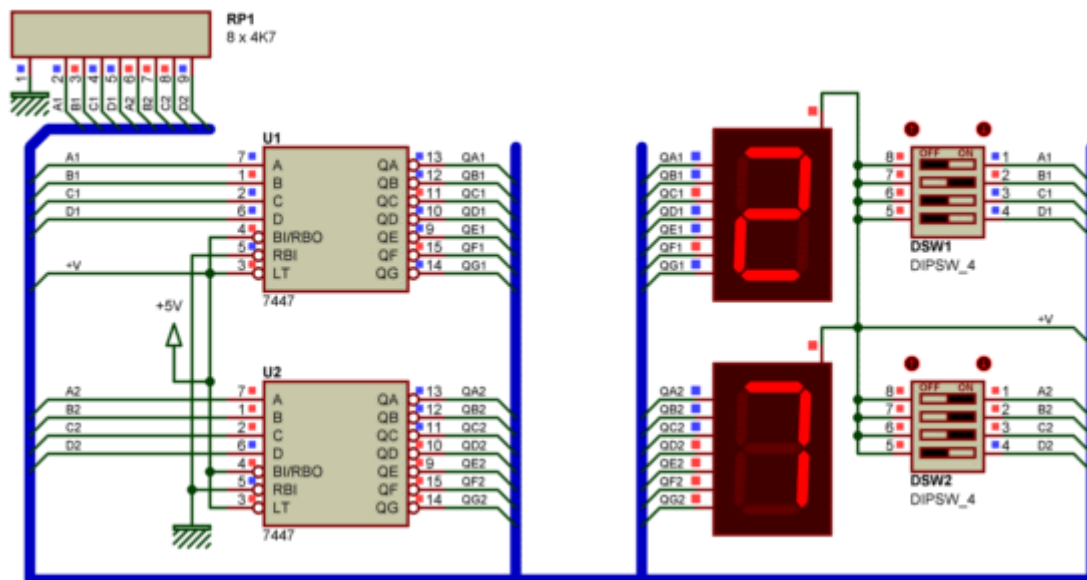 RP1
8 x 4K7
1 2 3 4 5 6 7 8 9
A1 B1 C1 D1 A2 B2 C2 D2
U1
A1 7 A QA 13 QA1
B1 1 B QB 12 QB1
C1 2 C QC 11 QC1
D1 6 D QD 10 QD1
4 BI/RBO QE 9 QE1
5 RBI QF 15 QF1
+V 3 LT QG 14 QG1
7447
+5V
U2
A2 7 A QA 13 QA2
B2 1 B QB 12 QB2
C2 2 C QC 11 QC2
D2 6 D QD 10 QD2
4 BI/RBO QE 9 QE2
5 RBI QF 15 QF2
3 LT QG 14 QG2
7447
QA1
QB1
QC1
QD1
QE1
QF1
QG1
OFF ON
8 1 A1
7 2 B1
6 3 C1
5 4 D1
DSW1
DIPSW_4
+V
QA2
QB2
QC2
QD2
QE2
QF2
QG2
OFF ON
8 1 A2
7 2 B2
6 3 C2
5 4 D2
DSW2
DIPSW_4